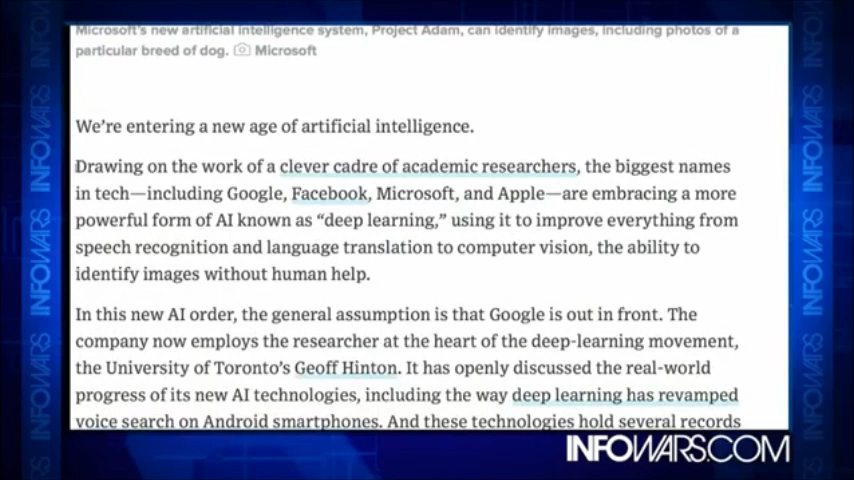 Microsoft's new artificial intelligence system, Project Adam, can identify images, including photos of a
particular breed of dog. Microsoft
We're entering a new age of artificial intelligence.
Drawing on the work of a clever cadre of academic researchers, the biggest names
in tech—including Google, Facebook, Microsoft, and Apple—are embracing a more
powerful form of AI known as “deep learning,” using it to improve everything from
speech recognition and language translation to computer vision, the ability to
identify images without human help.
In this new AI order, the general assumption is that Google is out in front. The
company now employs the researcher at the heart of the deep-learning movement,
the University of Toronto's Geoff Hinton. It has openly discussed the real-world
progress of its new AI technologies, including the way deep learning has revamped
voice search on Android smartphones. And these technologies hold several records
INFOWARS.COM
INFOWARS
INFOWARS
INFOWARS
INFOWARS
INFOWARS
INFOWARS